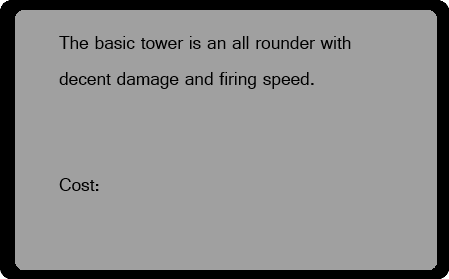 The basic tower is an all rounder with
decent damage and firing speed.
Cost: